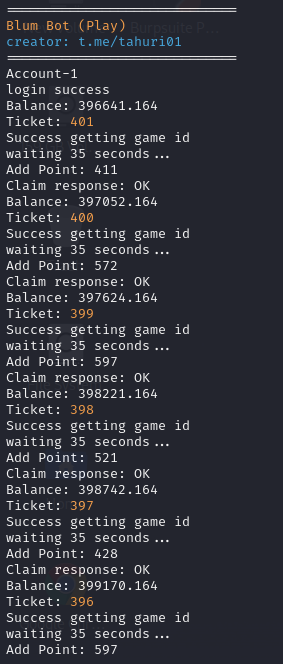 Blum Bot (Play)
creator: t.me/tahuri01
Account-1
login success
Balance: 396641.164
Ticket: 401
Success getting game id
waiting 35 seconds...
Add Point: 411
Claim response: OK
Balance: 397052.164
Ticket: 400
Success getting game id
waiting 35 seconds...
Add Point: 572
Claim response: OK
Balance: 397624.164
Ticket: 399
Success getting game id
waiting 35 seconds...
Add Point: 597
Claim response: OK
Balance: 398221.164
Ticket: 398
Success getting game id
waiting 35 seconds...
Add Point: 521
Claim response: OK
Balance: 398742.164
Ticket: 397
Success getting game id
waiting 35 seconds...
Add Point: 428
Claim response: OK
Balance: 399170.164
Ticket: 396
Success getting game id
waiting 35 seconds...
Add Point: 597